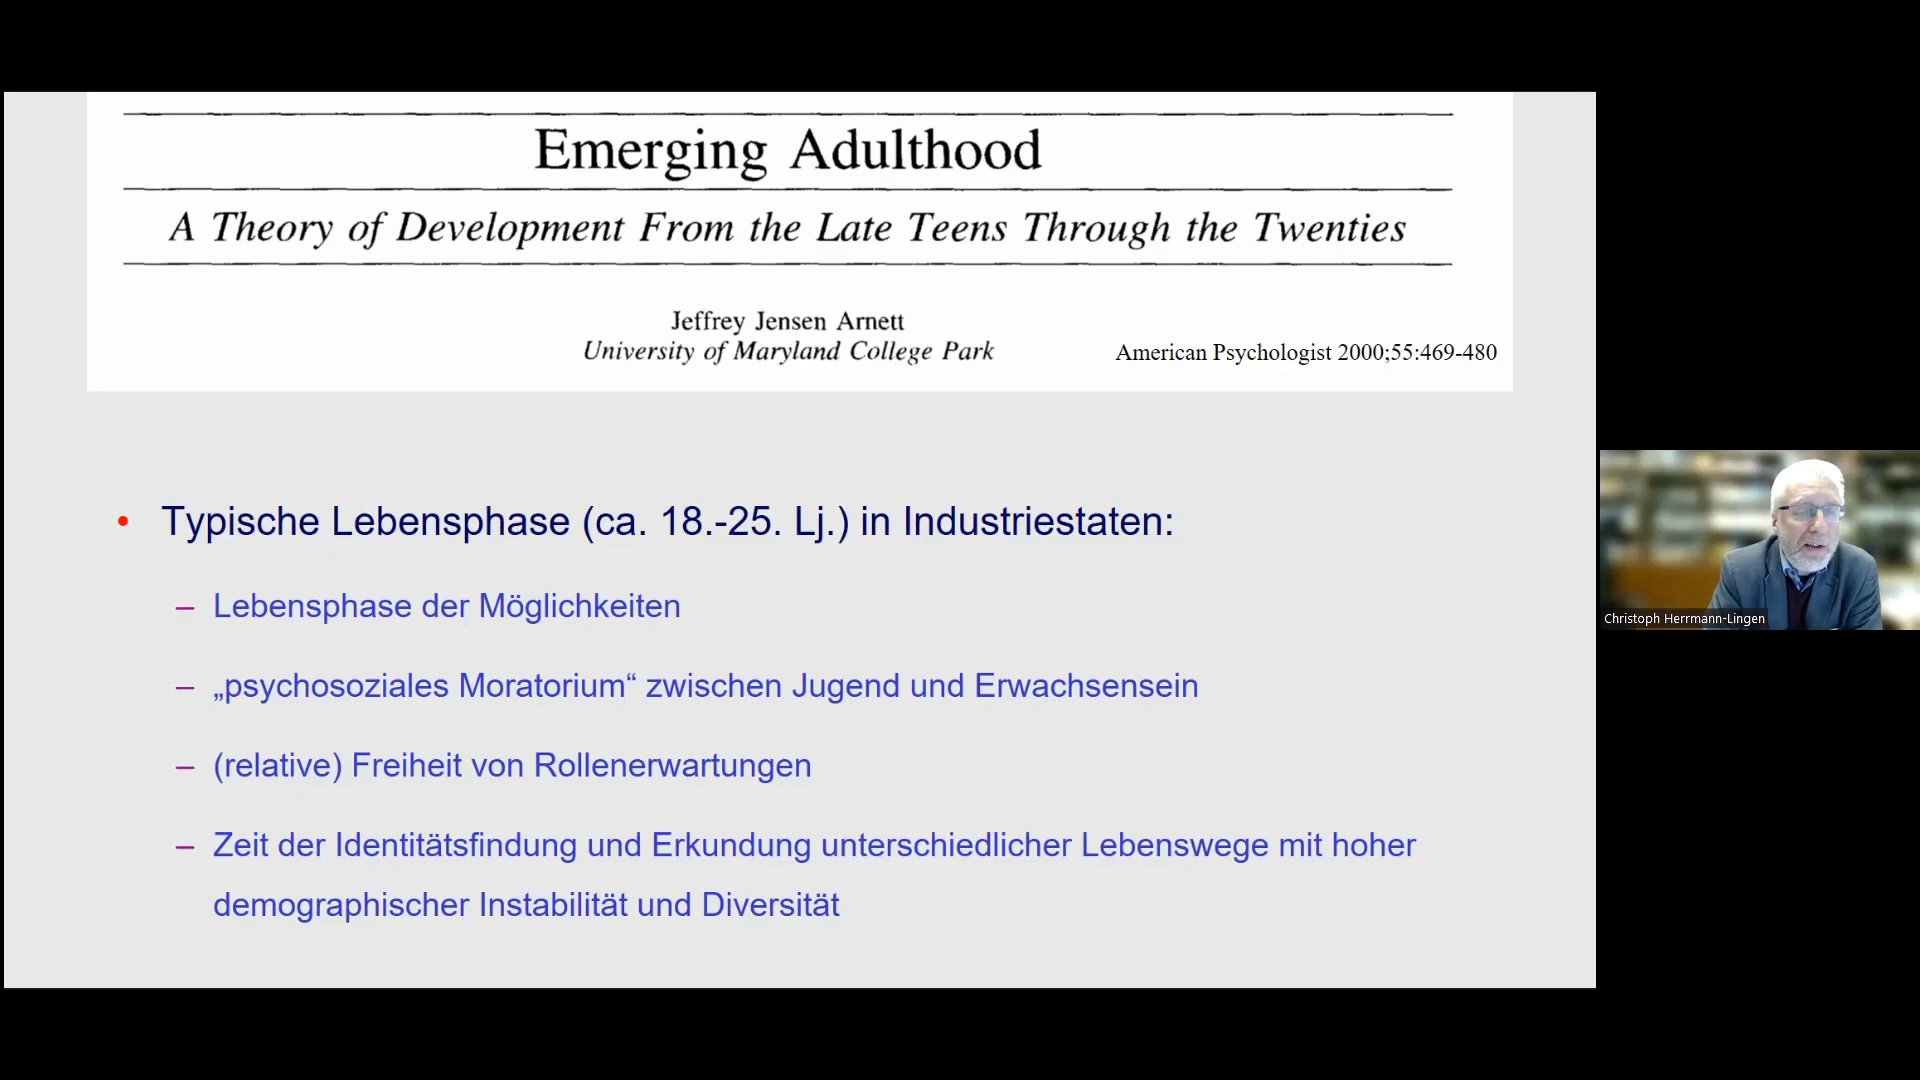 Emerging Adulthood
A Theory of Development From the Late Teens Through the Twenties
Jeffrey Jensen Arnett
University of Maryland College Park
American Psychologist 2000;55:469-480
• Typische Lebensphase (ca. 18.-25. Lj.) in Industriestaten:
– Lebensphase der Möglichkeiten
– „psychosoziales Moratorium“ zwischen Jugend und Erwachsensein
– (relative) Freiheit von Rollenerwartungen
– Zeit der Identitätsfindung und Erkundung unterschiedlicher Lebenswege mit hoher
demographischer Instabilität und Diversität
Christoph Herrmann-Lingen